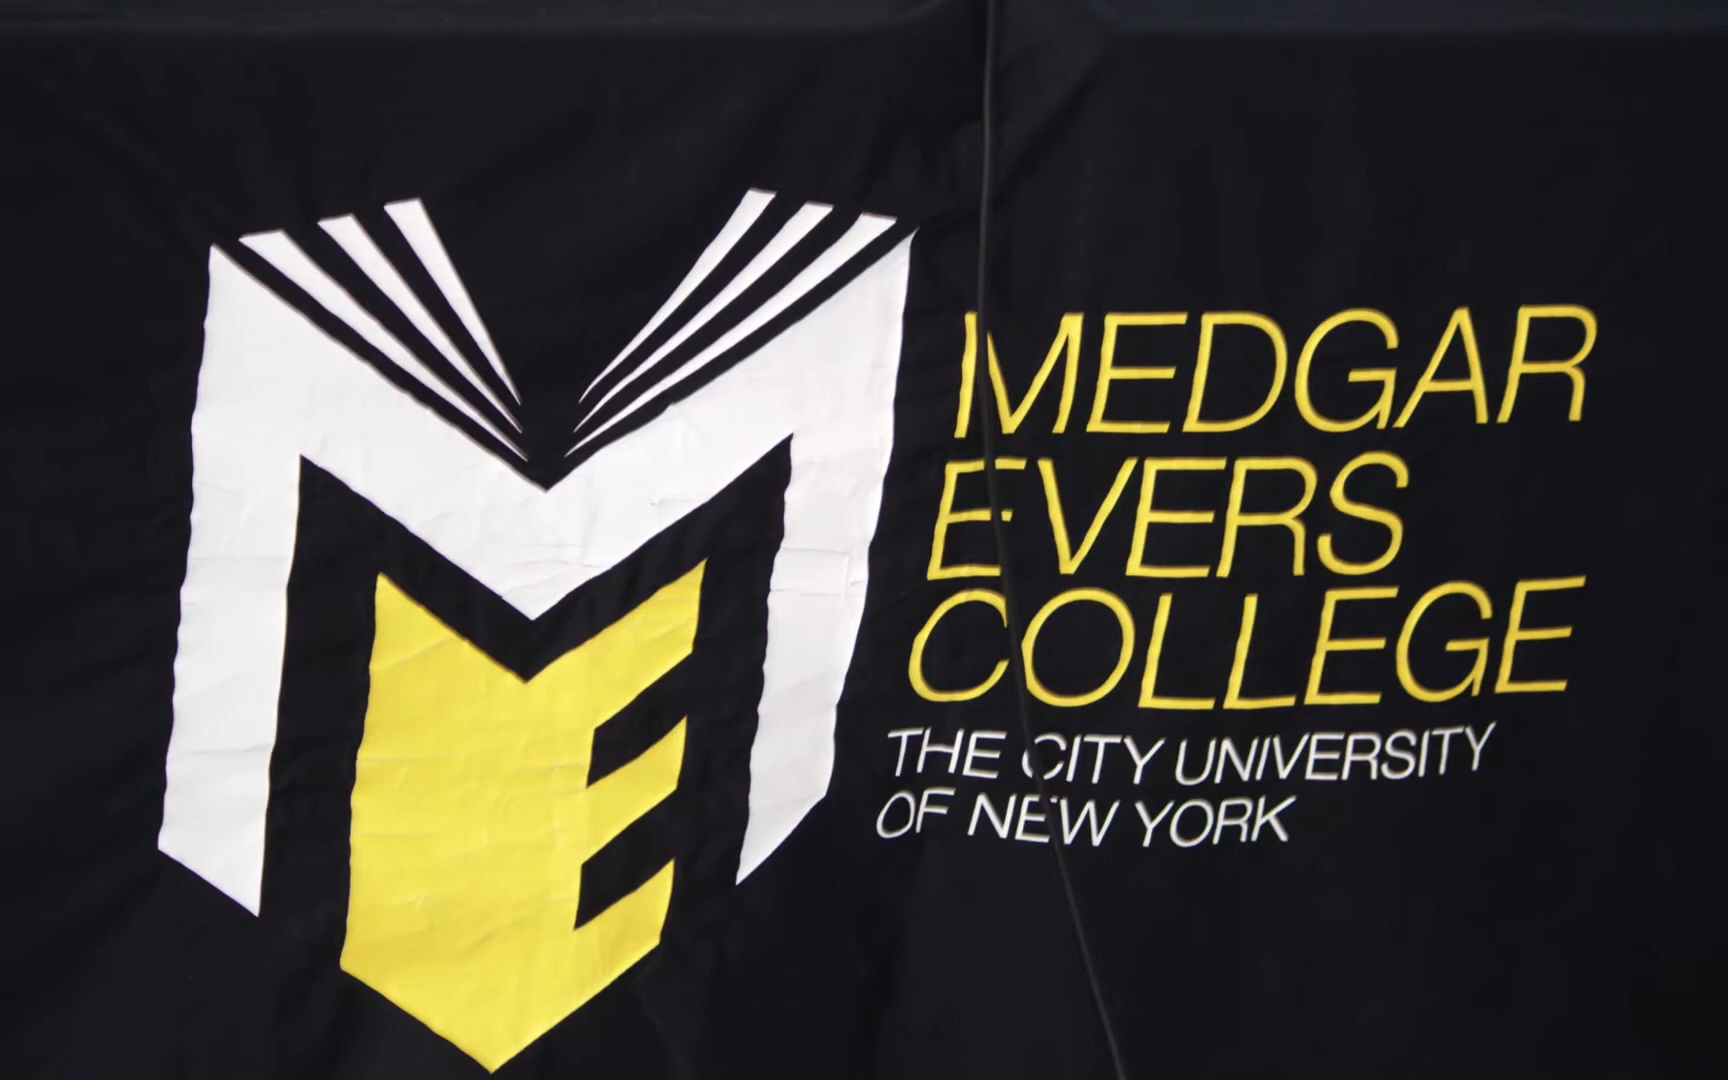 MEDGAR
EVERS
COLLEGE
THE CITY UNIVERSITY
OF NEW YORK